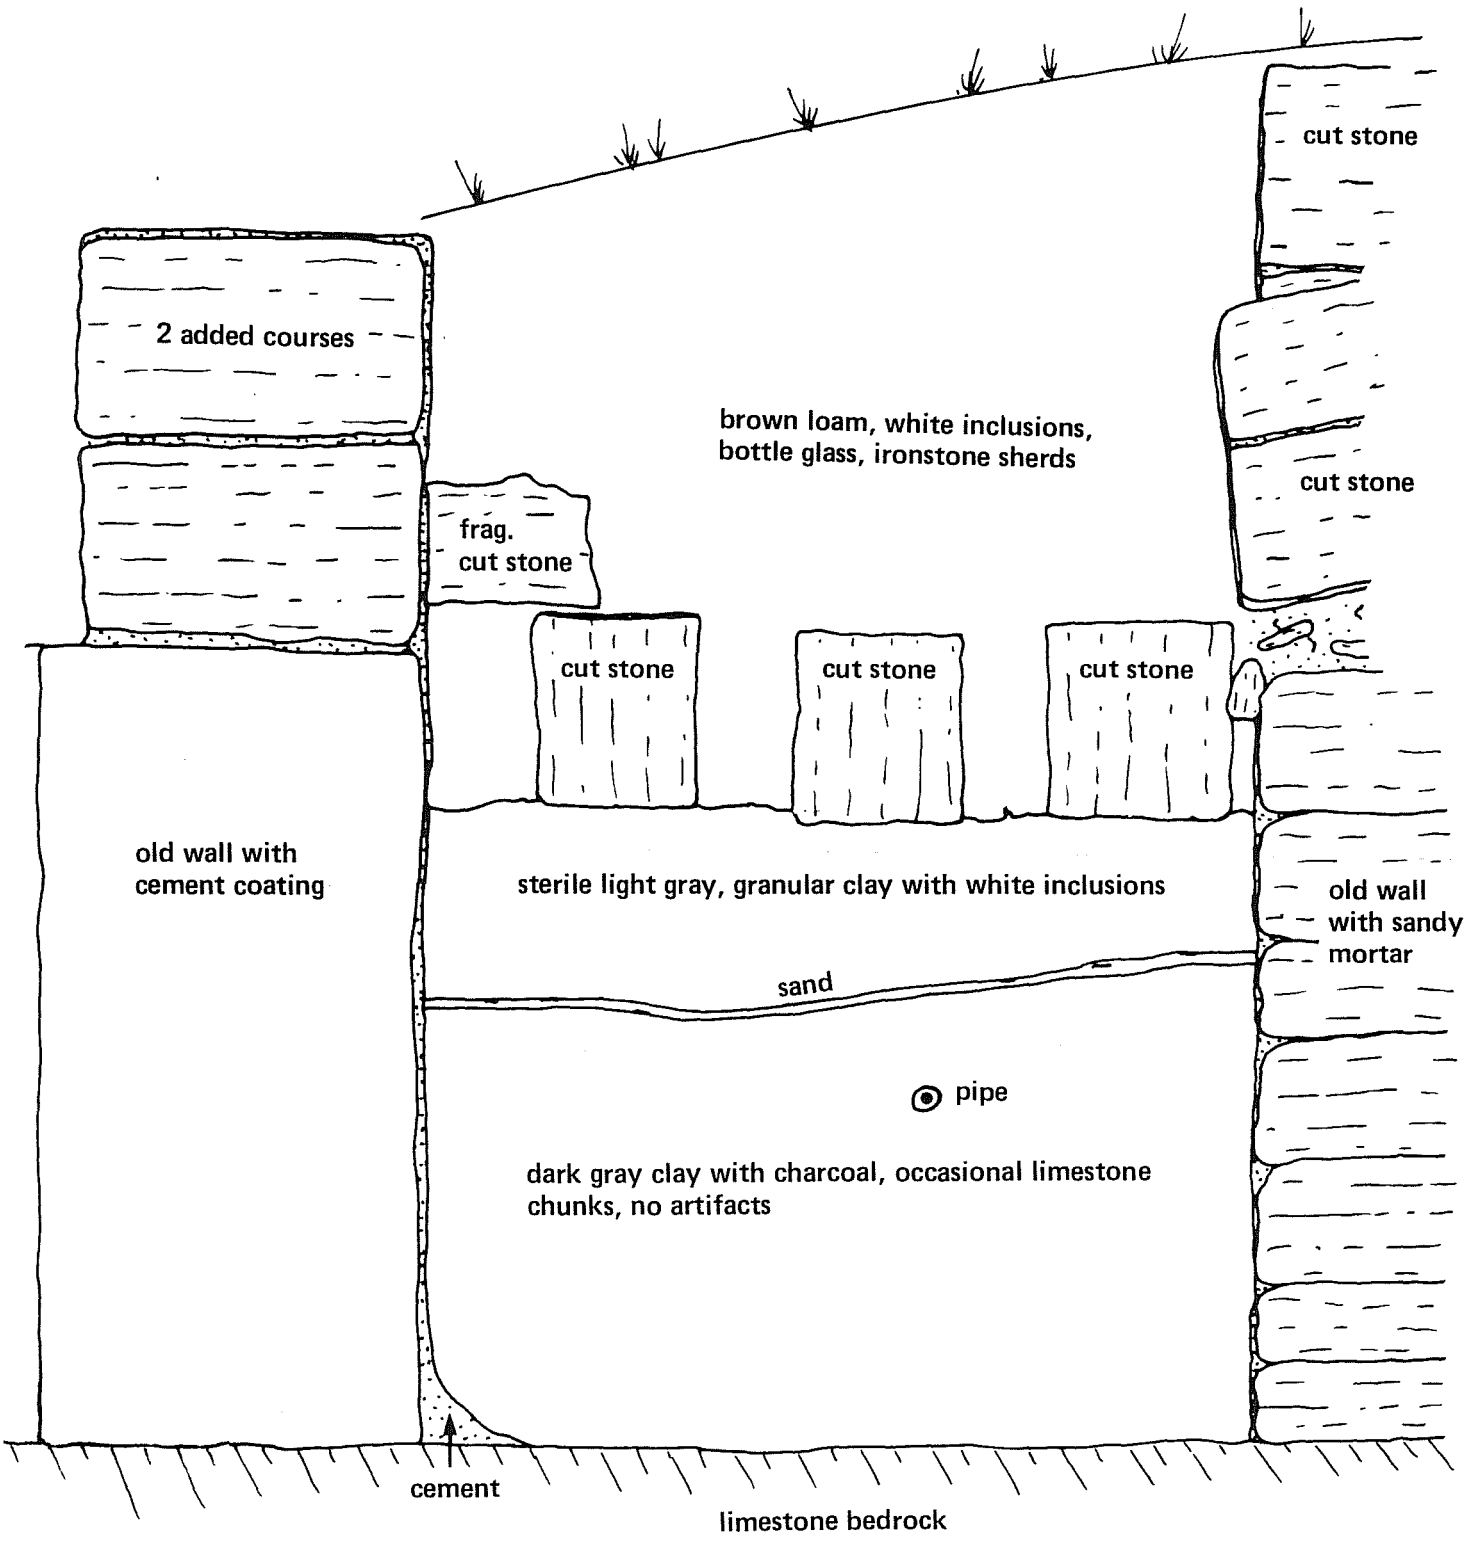 cut stone
2 added courses
brown loam, white inclusions,
bottle glass, ironstone sherds
cut stone
frag.
cut stone
cut stone
cut stone
cut stone
old wall with
cement coating
sterile light gray, granular clay with white inclusions
old wall
with sandy
mortar
sand
pipe
dark gray clay with charcoal, occasional limestone
chunks, no artifacts
cement
limestone bedrock